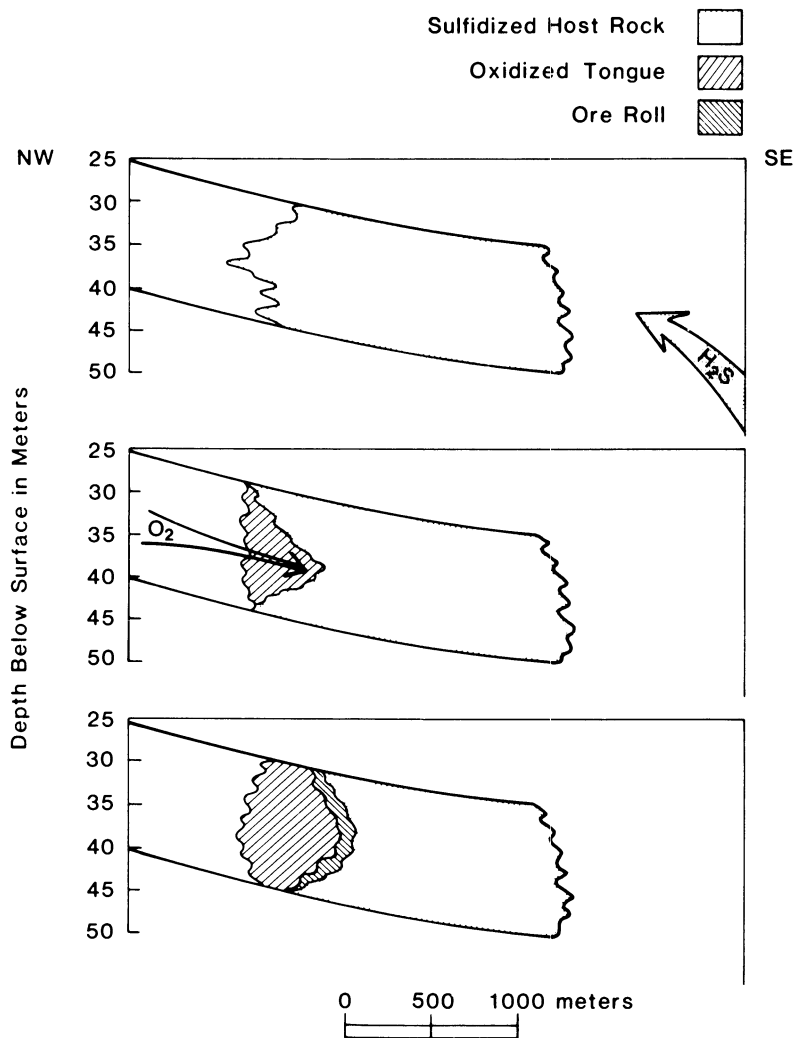 Sulfidized Host Rock
Oxidized Tongue
Ore Roll
NW
SE
25
30
35
40
45
50
H2S
Depth Below Surface in Meters
25
30
35
40
45
50
O2
25
30
35
40
45
50
0 500 1000 meters